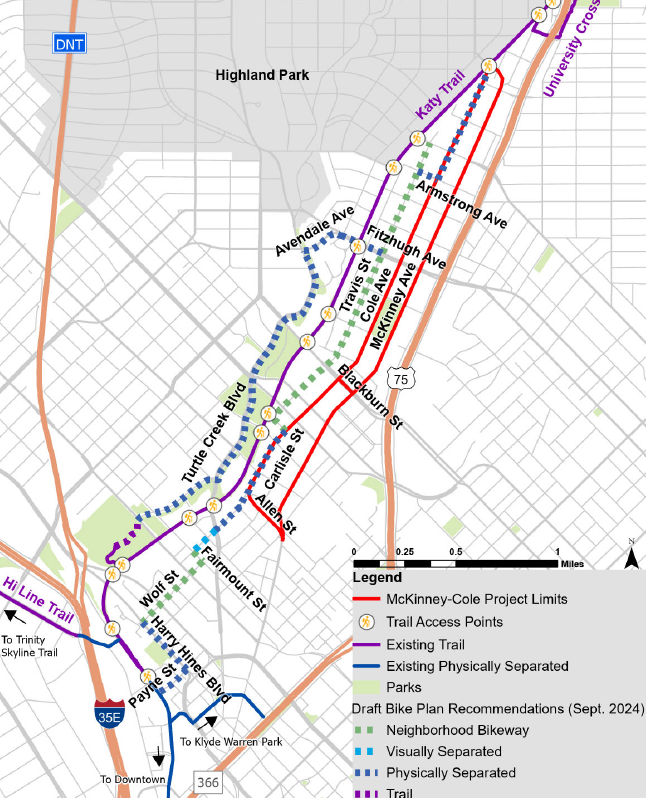 University Cross
DNT
Highland Park
Katy Trail
Armstrong Ave
Avendale Ave
Fitzhugh Ave
Travis St
Cole Ave
McKinney Ave
75
Blackburn St
Turtle Creek Blvd
Carlisle St
Allen St
Fairmount St
Wolf St
Hi Line Trail
Harry Hines Blvd
To Trinity
Skyline Trail
Payne St
35E
To Klyde Warren Park
To Downtown
366
N
0 0.25 0.5 1
Miles
Legend
McKinney-Cole Project Limits
Trail Access Points
Existing Trail
Existing Physically Separated
Parks
Draft Bike Plan Recommendations (Sept. 2024)
Neighborhood Bikeway
Visually Separated
Physically Separated
Trail